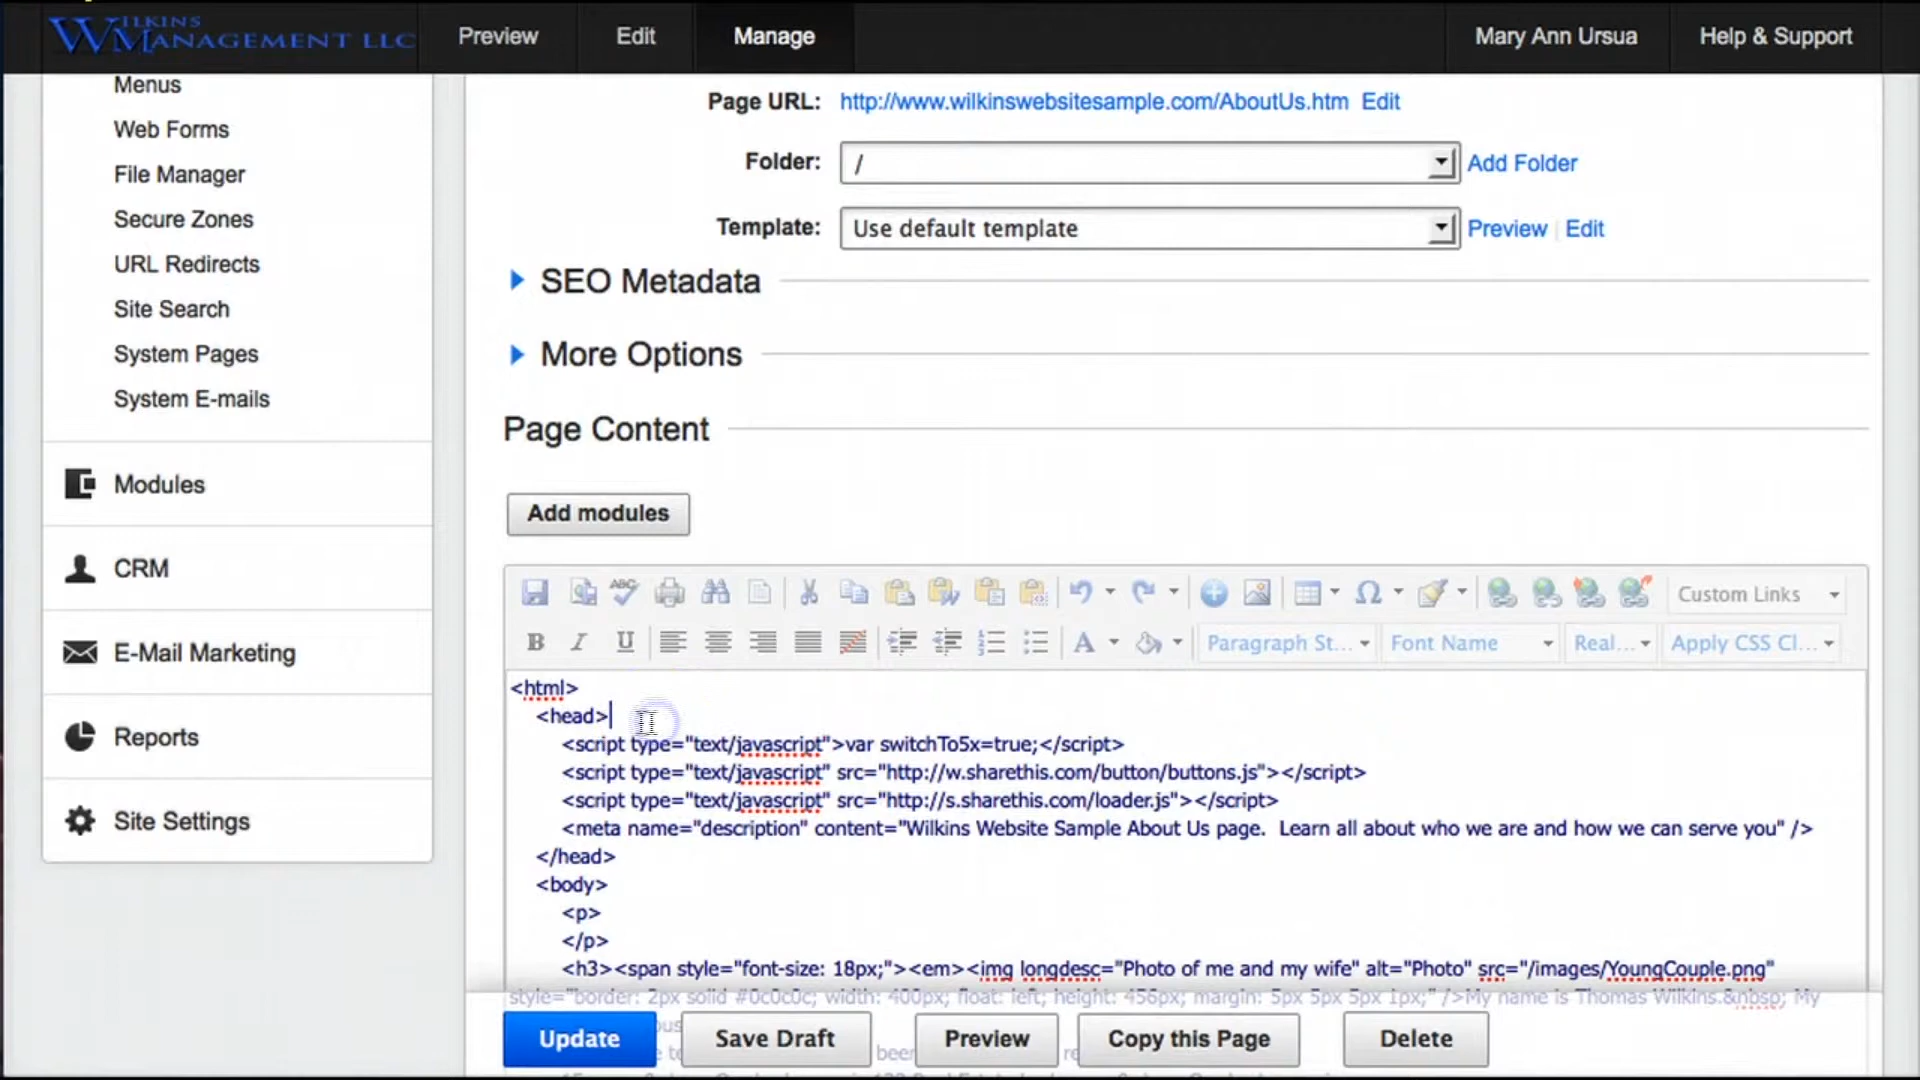 WILKINS MANAGEMENT LLC
Preview
Edit
Manage
Mary Ann Ursua
Help & Support
Menus
Web Forms
File Manager
Secure Zones
URL Redirects
Site Search
System Pages
System E-mails
Modules
CRM
E-Mail Marketing
Reports
Site Settings
Page URL: http://www.wilkinswebsitesample.com/AboutUs.htm Edit
Folder: / Add Folder
Template: Use default template Preview | Edit
SEO Metadata
More Options
Page Content
Add modules
ABC
Custom Links
B I U A Paragraph St... Font Name Real... Apply CSS Cl...
<html>
<head>
<script type="text/javascript">var switchTo5x=true;</script>
<script type="text/javascript" src="http://w.sharethis.com/button/buttons.js"></script>
<script type="text/javascript" src="http://s.sharethis.com/loader.js"></script>
<meta name="description" content="Wilkins Website Sample About Us page.  Learn all about who we are and how we can serve you" />
</head>
<body>
<p>
</p>
<h3><span style="font-size: 18px;"><em><img longdesc="Photo of me and my wife" alt="Photo" src="/images/YoungCouple.png"
style="border: 2px solid #0c0c0c; width: 400px; float: left; height: 456px; margin: 5px 5px 5px 1px;" />My name is Thomas Wilkins.&nbsp; My
Update
Save Draft
Preview
Copy this Page
Delete